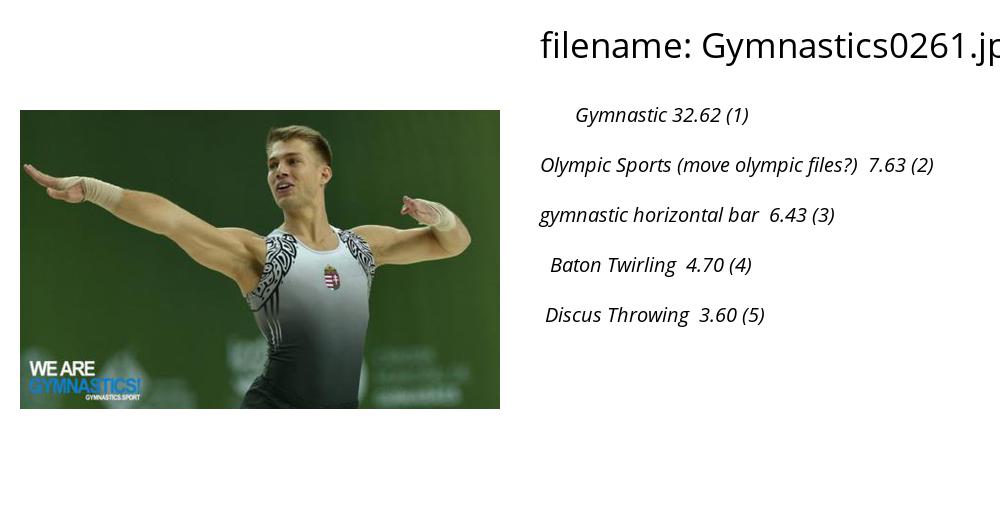 filename: Gymnastics0261.jp
Gymnastic 32.62 (1)
Olympic Sports (move olympic files?) 7.63 (2)
gymnastic horizontal bar 6.43 (3)
Baton Twirling 4.70 (4)
Discus Throwing 3.60 (5)
WE ARE
GYMNASTICS!
GYMNASTICS.SPORT